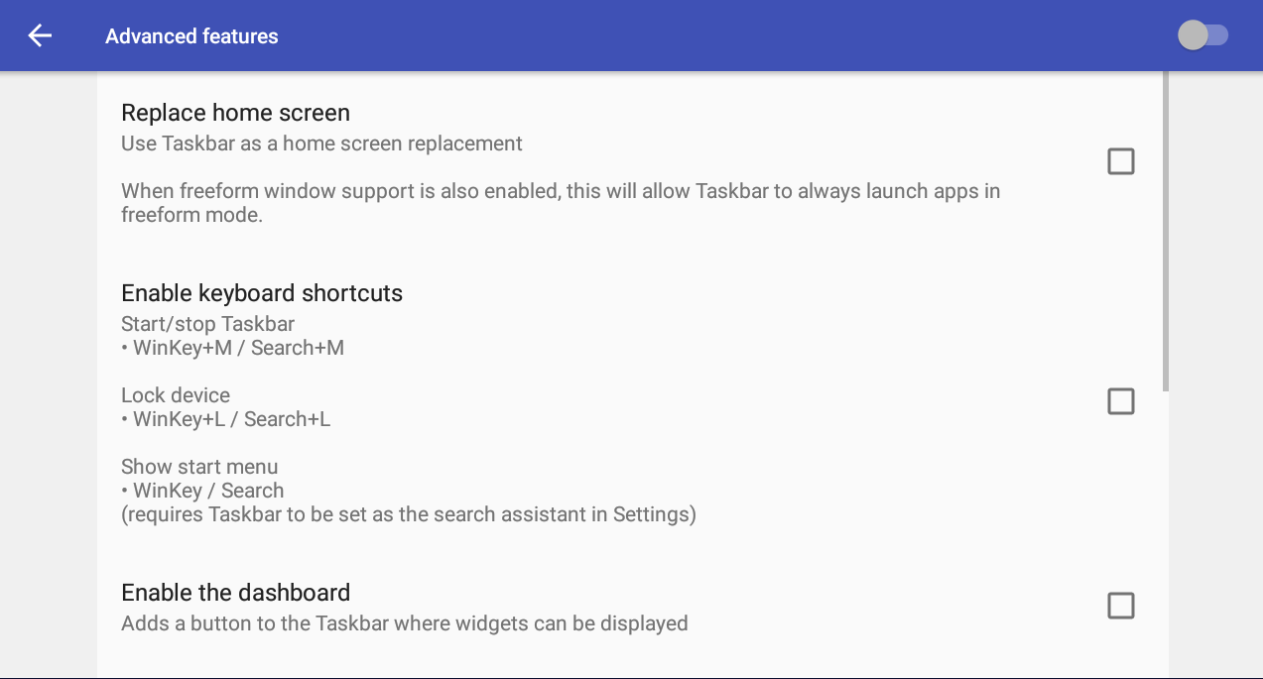 Advanced features
Replace home screen
Use Taskbar as a home screen replacement
When freeform window support is also enabled, this will allow Taskbar to always launch apps in
freeform mode.
Enable keyboard shortcuts
Start/stop Taskbar
• WinKey+M / Search+M
Lock device
• WinKey+L / Search+L
Show start menu
• WinKey / Search
(requires Taskbar to be set as the search assistant in Settings)
Enable the dashboard
Adds a button to the Taskbar where widgets can be displayed